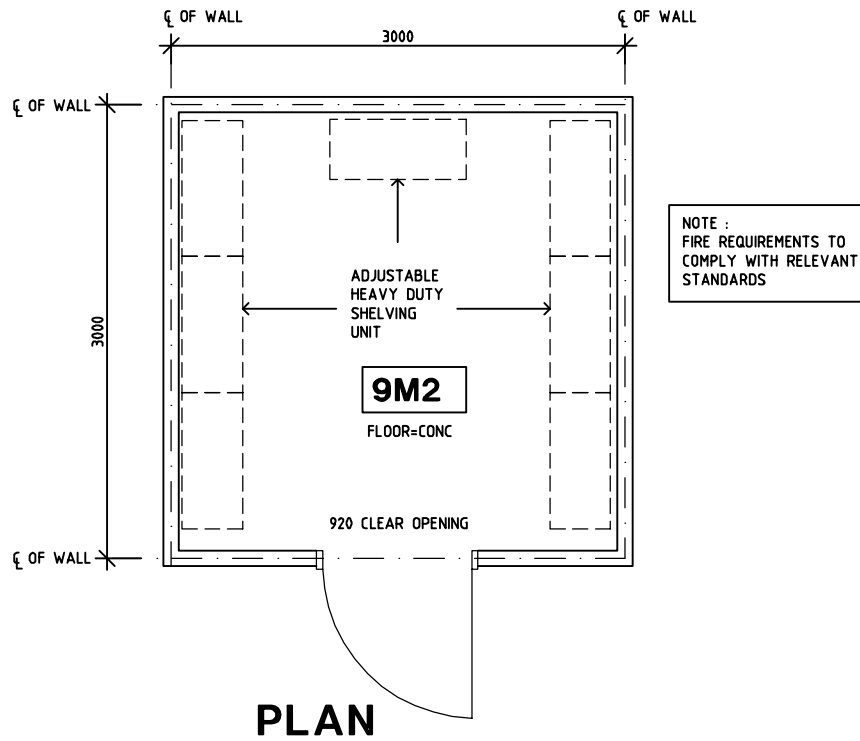 ℄ OF WALL
℄ OF WALL
3000
℄ OF WALL
NOTE :
FIRE REQUIREMENTS TO
COMPLY WITH RELEVANT
STANDARDS
ADJUSTABLE
HEAVY DUTY
SHELVING
UNIT
3000
9M2
FLOOR=CONC
920 CLEAR OPENING
℄ OF WALL
PLAN